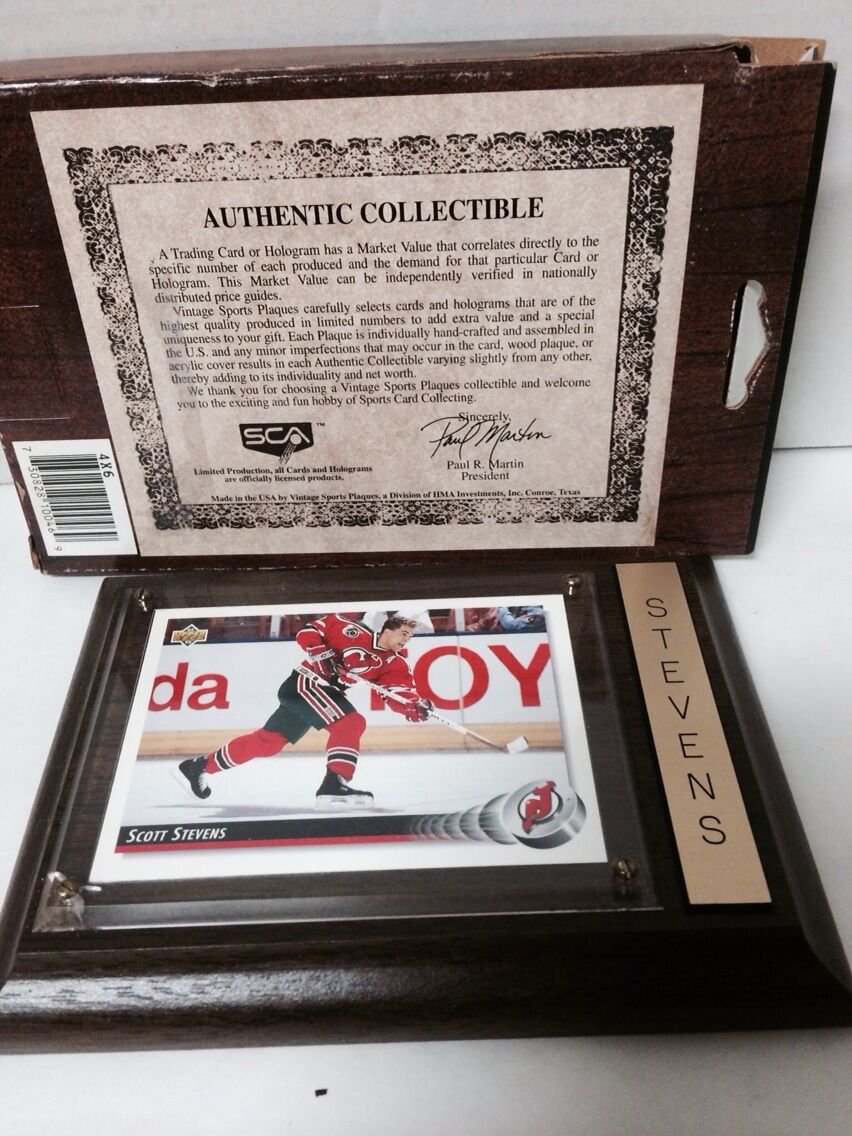 AUTHENTIC COLLECTIBLE
A Trading Card or Hologram has a Market Value that correlates directly to the
specific number of each produced and the demand for that particular Card or
Hologram. This Market Value can be independently verified in nationally
distributed price guides.
Vintage Sports Plaques carefully selects cards and holograms that are of the
highest quality produced in limited numbers to add extra value and a special
uniqueness to your gift. Each Plaque is individually hand-crafted and assembled in
the U.S. and any minor imperfections that may occur in the card, wood plaque, or
acrylic cover results in each Authentic Collectible varying slightly from any other,
thereby adding to its individuality and net worth.
We thank you for choosing a Vintage Sports Plaques collectible and welcome
you to the exciting and fun hobby of Sports Card Collecting.
Sincerely,
Paul Martin
Paul R. Martin
President
SCA™
Limited Production, all Cards and Holograms
are officially licensed products.
Made in the USA by Vintage Sports Plaques, a Division of HMA Investments, Inc. Conroe, Texas
4X6
7 30828 10046 9
da
OY
SCOTT STEVENS
STEVENS